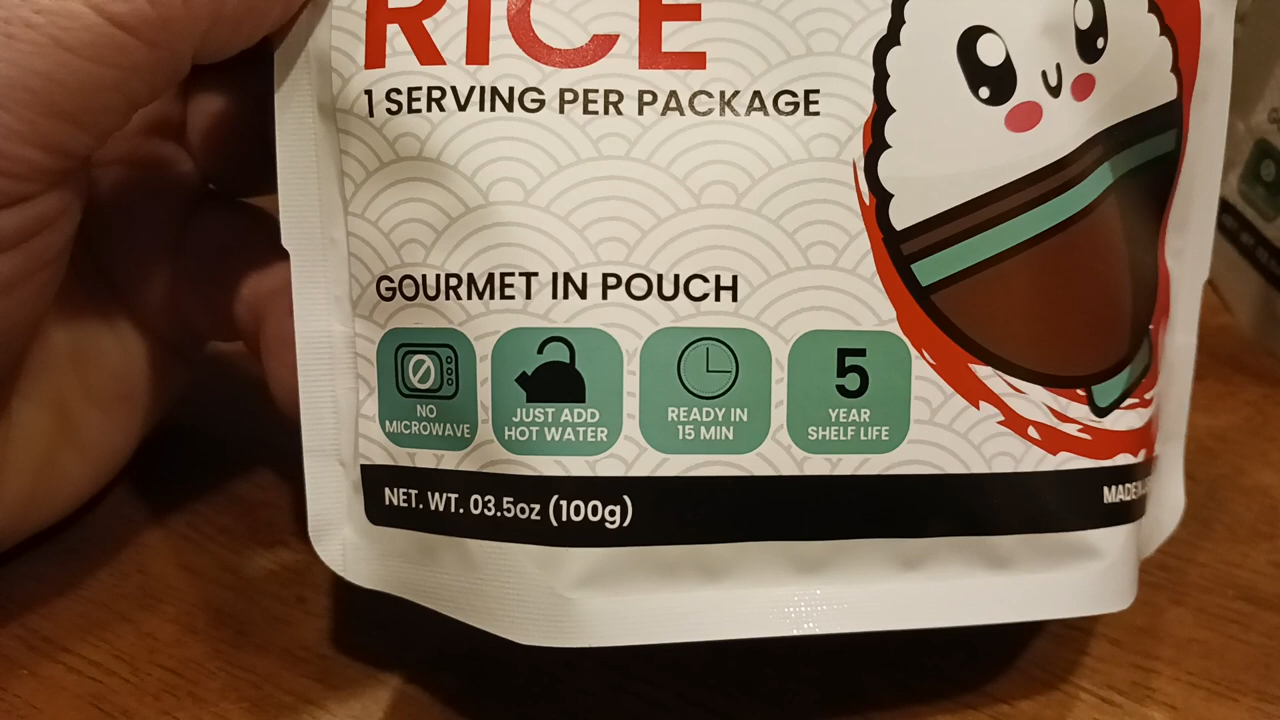 RICE
1 SERVING PER PACKAGE
GOURMET IN POUCH
NO
MICROWAVE
JUST ADD
HOT WATER
READY IN
15 MIN
5
YEAR
SHELF LIFE
NET. WT. 03.5oz (100g)
MADE